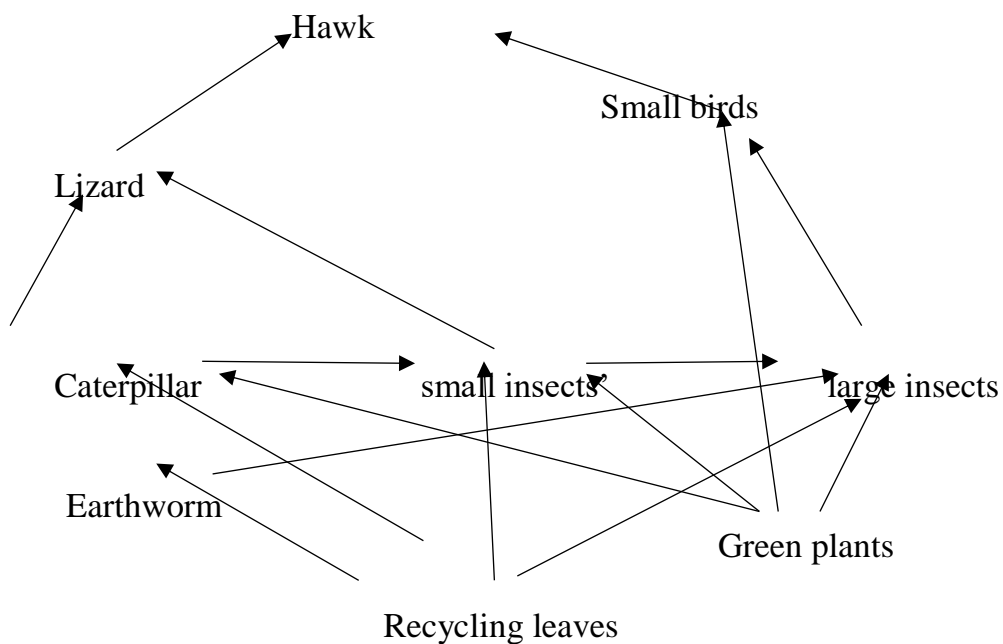 Hawk
Small birds
Lizard
Caterpillar
small insects’
large insects
Earthworm
Green plants
Recycling leaves